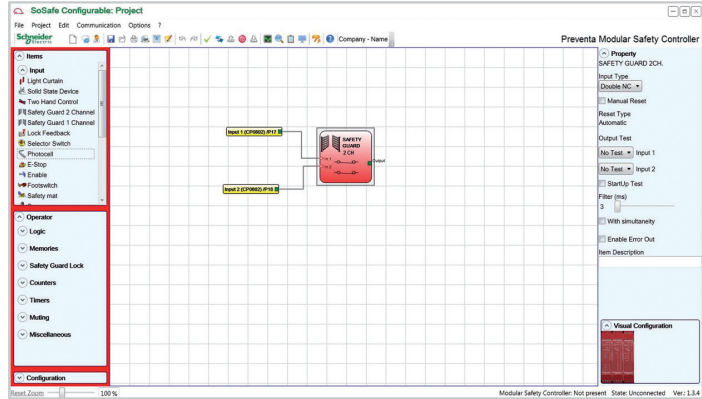 SoSafe Configurable: Project
File Project Edit Communication Options ?
Schneider Electric
Company - Name
Preventa Modular Safety Controller
Items
Input
Light Curtain
Solid State Device
Two Hand Control
Safety Guard 2 Channel
Safety Guard 1 Channel
Lock Feedback
Selector Switch
Photocell
E-Stop
Enable
Footswitch
Safety mat
Operator
Logic
Memories
Safety Guard Lock
Counters
Timers
Muting
Miscellaneous
Configuration
Input 1 (CP0802) /P17
Input 2 (CP0802) /P18
SAFETY
GUARD
2 CH
In 1
In 2
Output
Property
SAFETY GUARD 2CH.
Input Type
Double NC
Manual Reset
Reset Type
Automatic
Output Test
No Test Input 1
No Test Input 2
StartUp Test
Filter (ms)
3
With simultaneity
Enable Error Out
Item Description
Visual Configuration
Reset Zoom 100 %
Modular Safety Controller: Not present State: Unconnected Ver.: 1.3.4